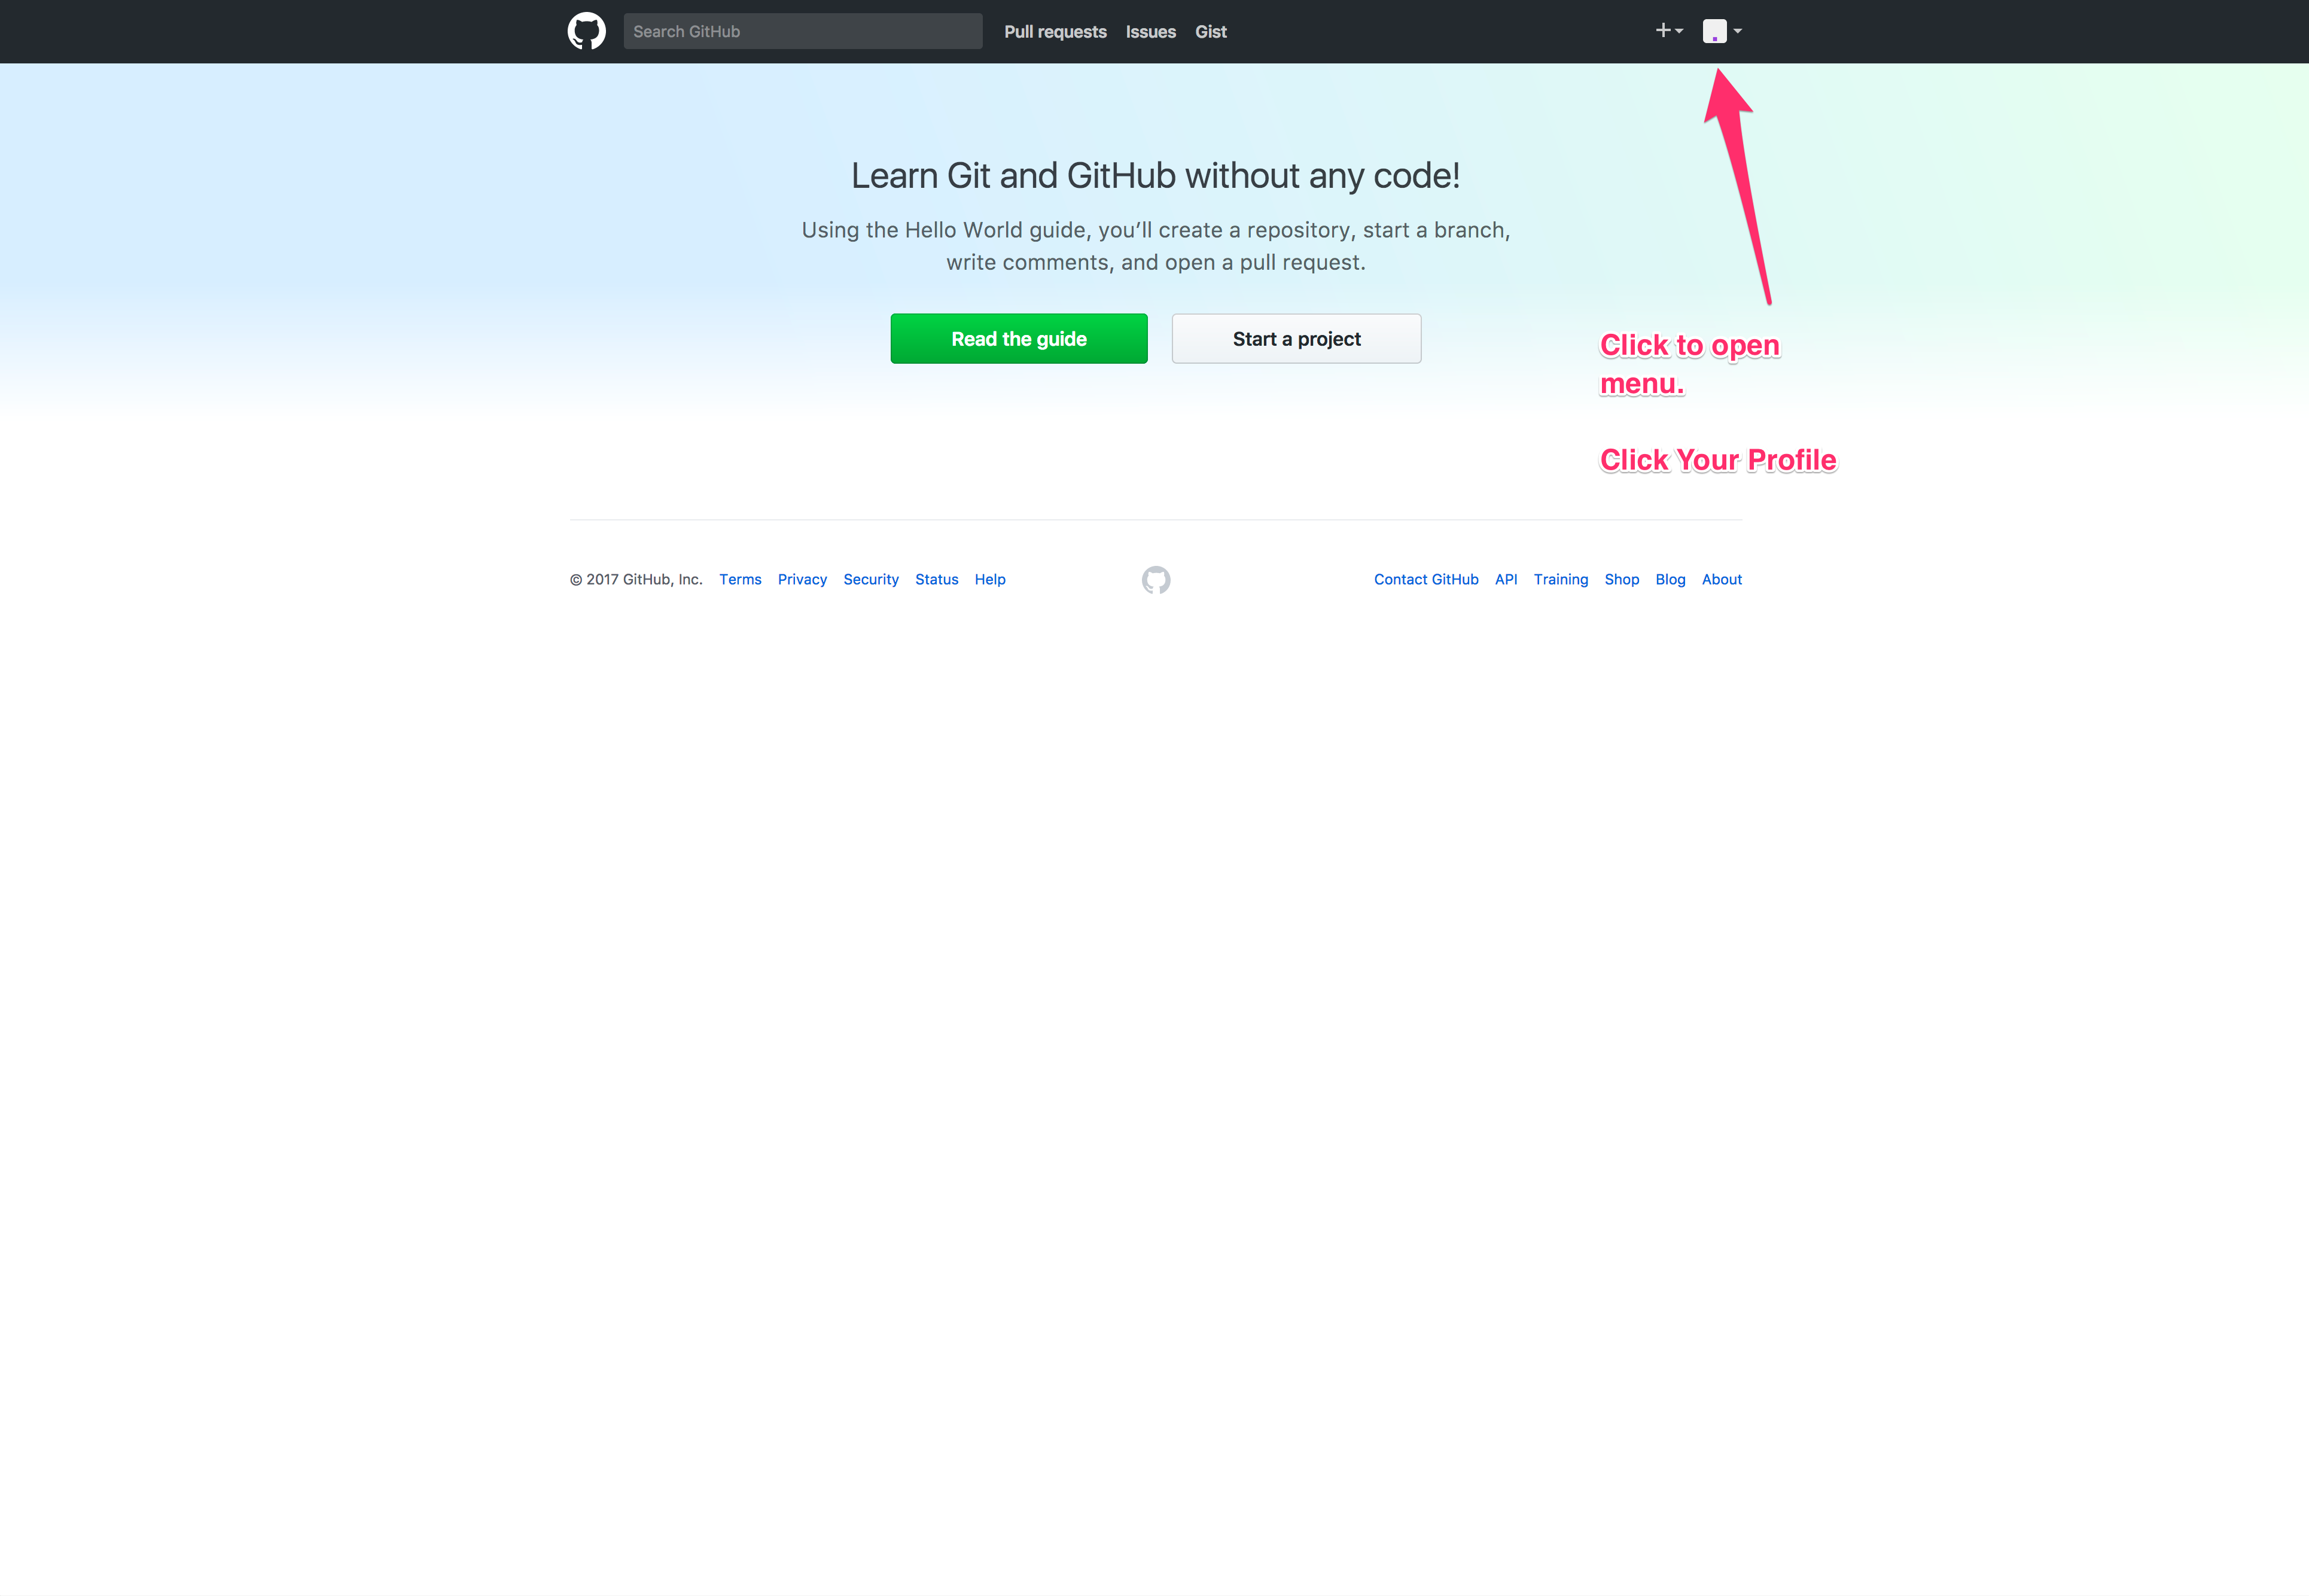 Search GitHub
Pull requests
Issues
Gist
Learn Git and GitHub without any code!
Using the Hello World guide, you’ll create a repository, start a branch,
write comments, and open a pull request.
Read the guide
Start a project
Click to open
menu.
Click Your Profile
© 2017 GitHub, Inc. Terms Privacy Security Status Help
Contact GitHub API Training Shop Blog About